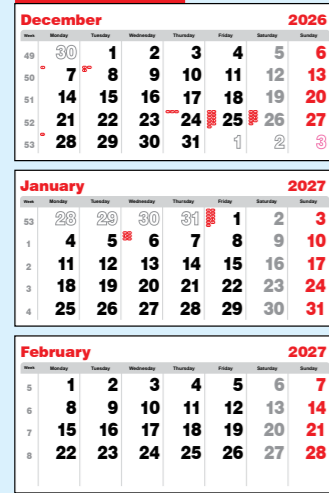 December 2026
Week Monday Tuesday Wednesday Thursday Friday Saturday Sunday
49 30 1 2 3 4 5 6
50 7 8 9 10 11 12 13
51 14 15 16 17 18 19 20
52 21 22 23 24 25 26 27
53 28 29 30 31 1 2 3
January 2027
Week Monday Tuesday Wednesday Thursday Friday Saturday Sunday
53 28 29 30 31 1 2 3
1 4 5 6 7 8 9 10
2 11 12 13 14 15 16 17
3 18 19 20 21 22 23 24
4 25 26 27 28 29 30 31
February 2027
Week Monday Tuesday Wednesday Thursday Friday Saturday Sunday
5 1 2 3 4 5 6 7
6 8 9 10 11 12 13 14
7 15 16 17 18 19 20 21
8 22 23 24 25 26 27 28